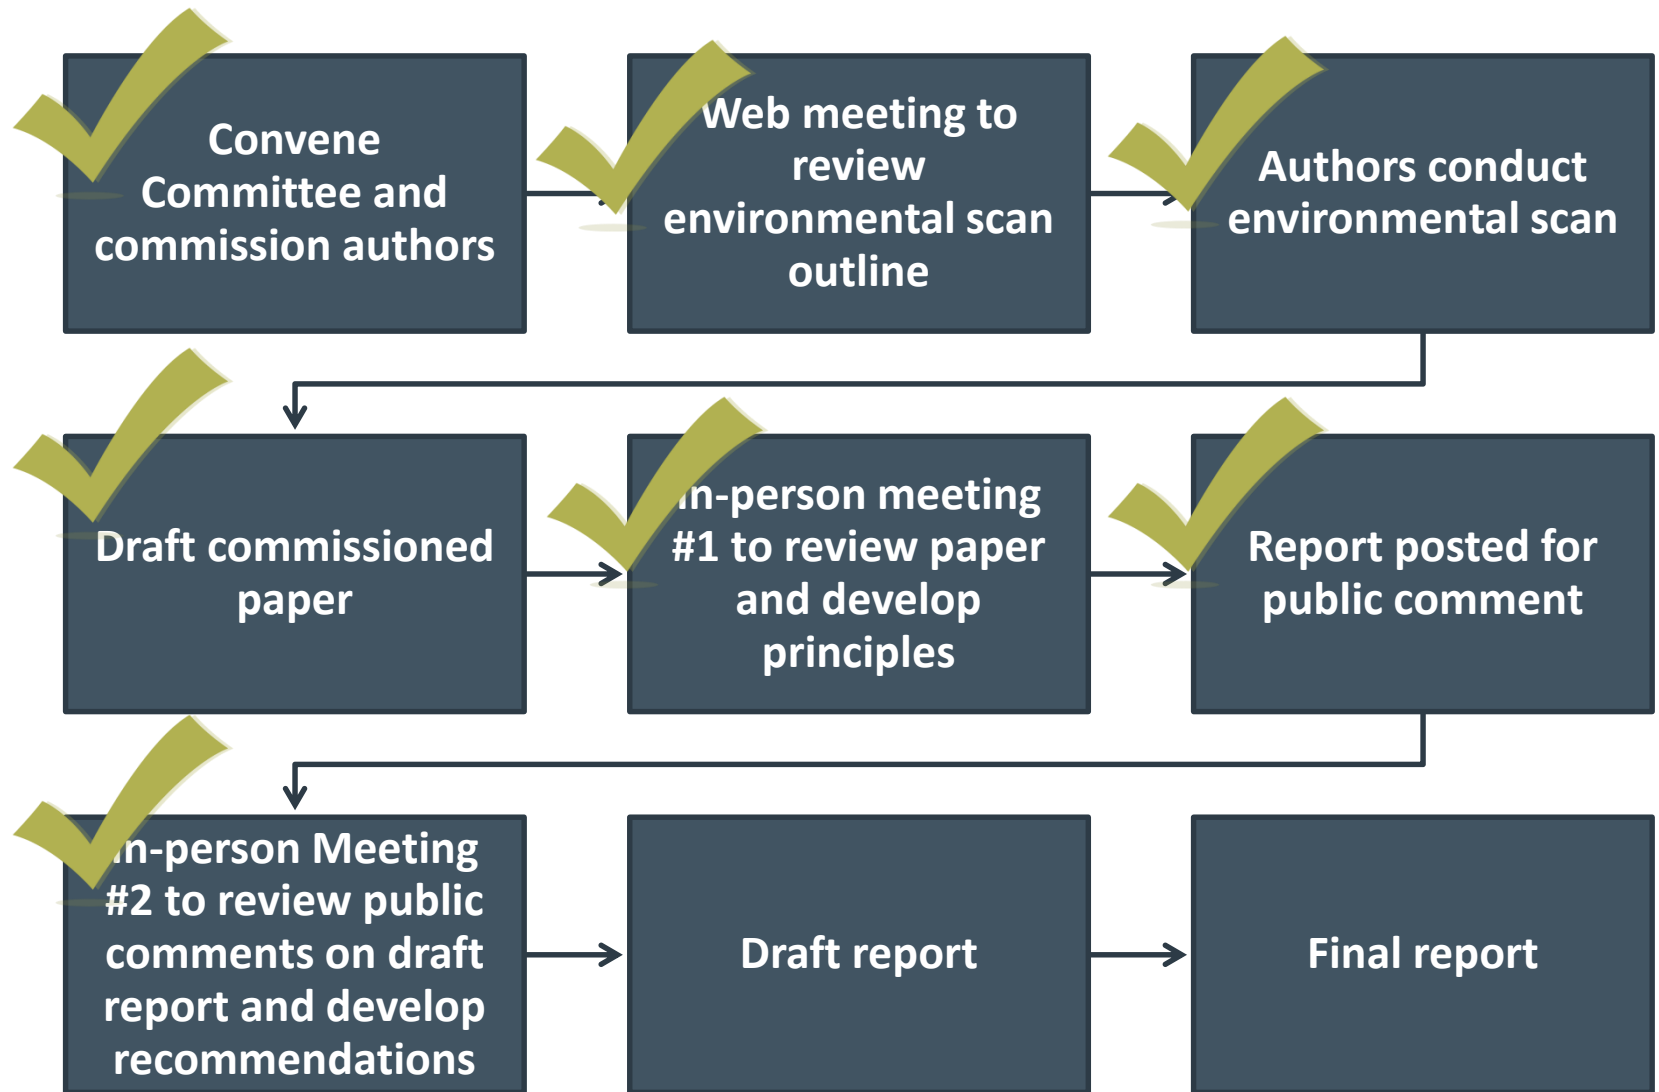 Convene
Committee and
commission authors
Web meeting to
review
environmental scan
outline
Authors conduct
environmental scan
Draft commissioned
paper
In-person meeting
#1 to review paper
and develop
principles
Report posted for
public comment
In-person Meeting
#2 to review public
comments on draft
report and develop
recommendations
Draft report
Final report